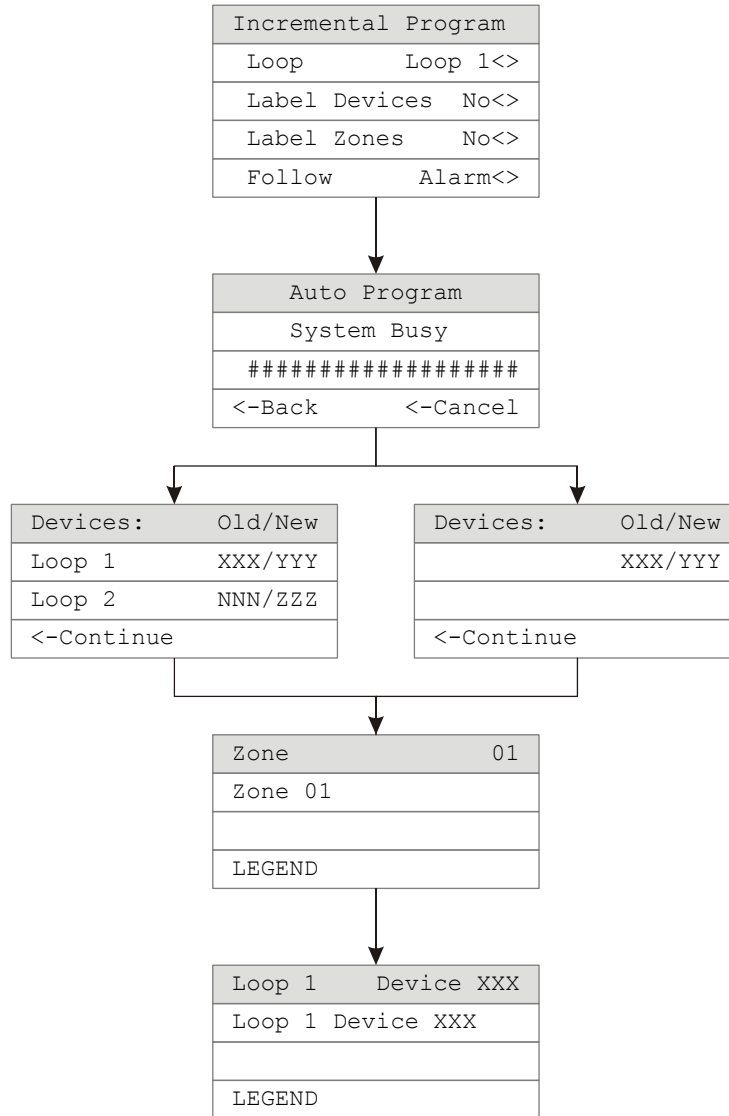 Incremental Program
Loop Loop 1<>
Label Devices No<>
Label Zones No<>
Follow Alarm<>
Auto Program
System Busy
###################
<-Back <-Cancel
Devices: Old/New
Loop 1 XXX/YYY
Loop 2 NNN/ZZZ
<-Continue
Devices: Old/New
XXX/YYY
<-Continue
Zone 01
Zone 01
LEGEND
Loop 1 Device XXX
Loop 1 Device XXX
LEGEND